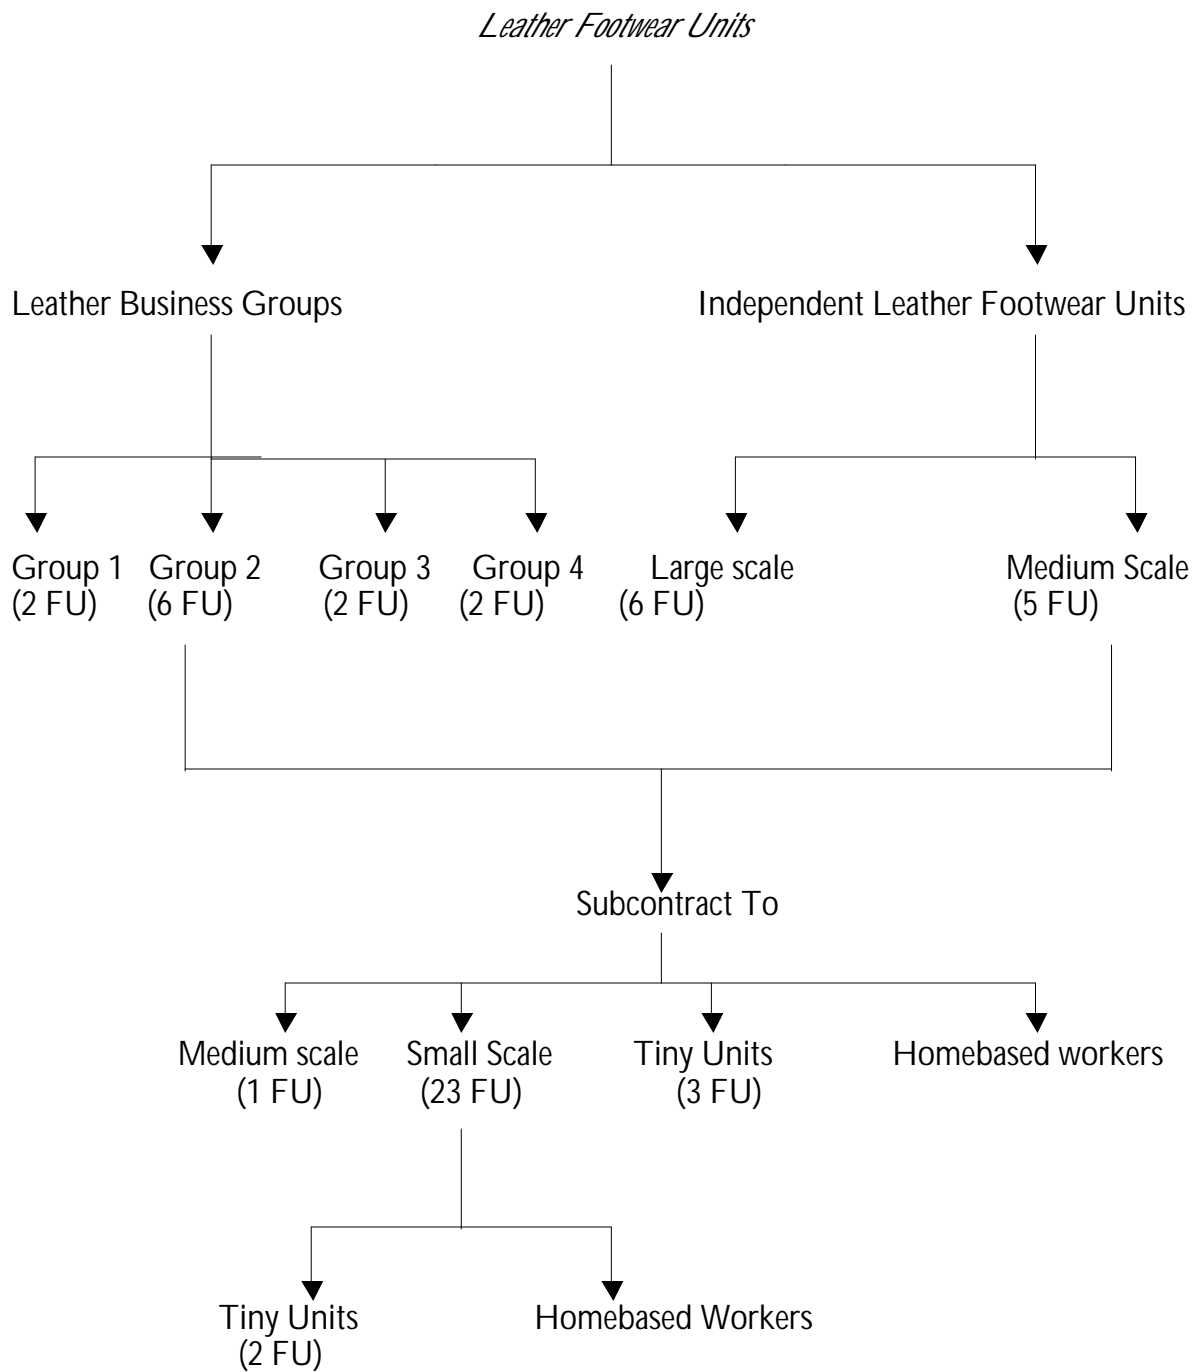 Leather Footwear Units
Leather Business Groups
Independent Leather Footwear Units
Group 1
(2 FU)
Group 2
(6 FU)
Group 3
(2 FU)
Group 4
(2 FU)
Large scale
(6 FU)
Medium Scale
(5 FU)
Subcontract To
Medium scale
(1 FU)
Small Scale
(23 FU)
Tiny Units
(3 FU)
Homebased workers
Tiny Units
(2 FU)
Homebased Workers